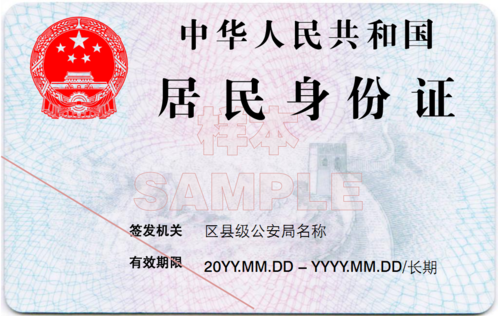 中华人民共和国
居民身份证
样本
SAMPLE
签发机关 区县级公安局名称
有效期限 20YY.MM.DD – YYYY.MM.DD/长期